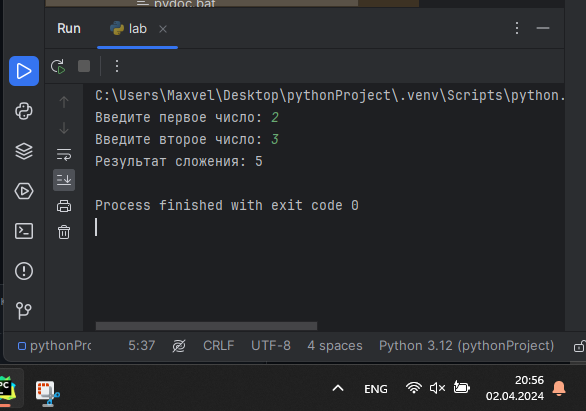 pydoc.bat
Run
lab
C:\Users\Maxvel\Desktop\pythonProject\.venv\Scripts\python.
Введите первое число: 2
Введите второе число: 3
Результат сложения: 5
Process finished with exit code 0
5:37 CRLF UTF-8 4 spaces Python 3.12 (pythonProject)
PC
ENG
20:56
02.04.2024